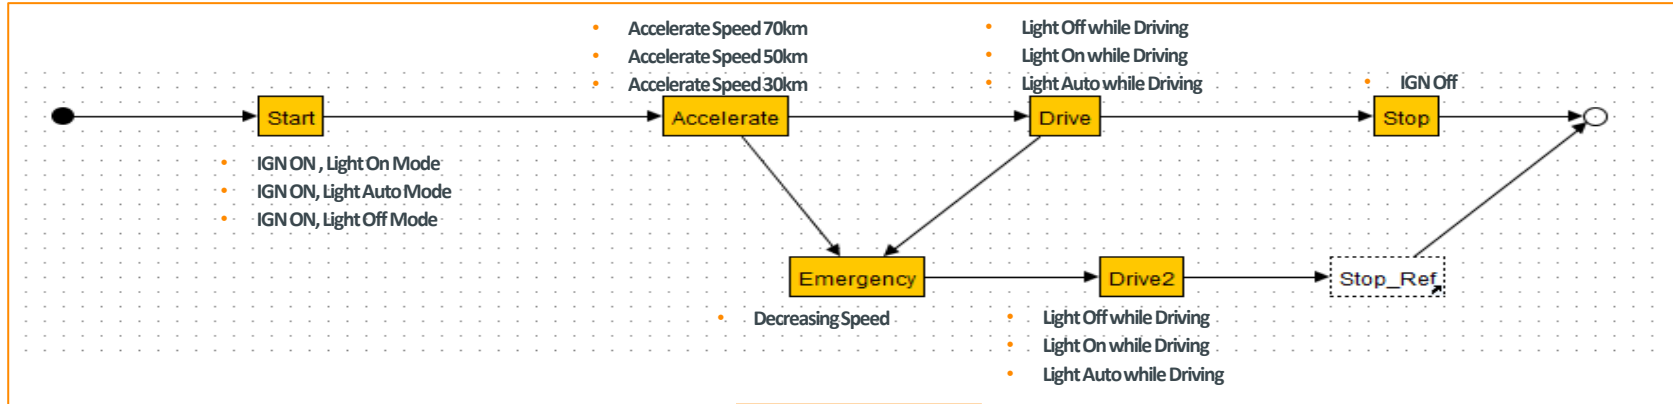 • Accelerate Speed 70km
• Accelerate Speed 50km
• Accelerate Speed 30km
• Light Off while Driving
• Light On while Driving
• Light Auto while Driving
• IGN Off
Start
Accelerate
Drive
Stop
• IGN ON , Light On Mode
• IGN ON, Light Auto Mode
• IGN ON, Light Off Mode
Emergency
Drive2
Stop_Ref
• Decreasing Speed
• Light Off while Driving
• Light On while Driving
• Light Auto while Driving